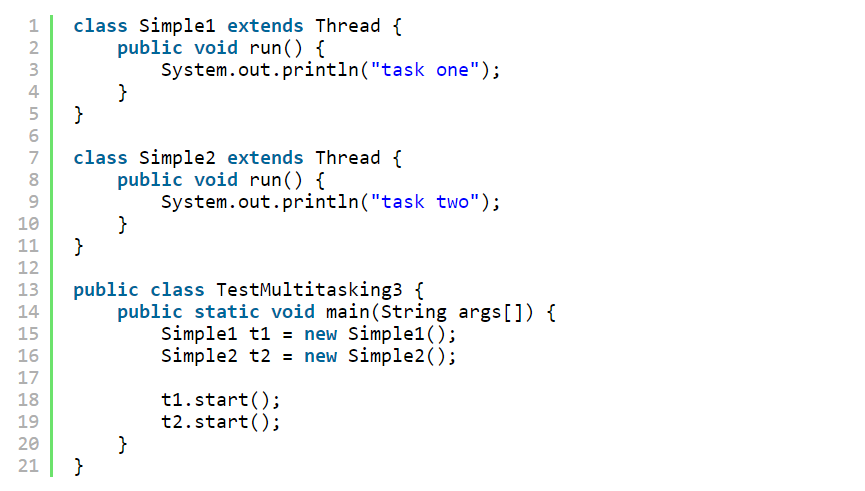 1 class Simple1 extends Thread {
2 public void run() {
3 System.out.println("task one");
4 }
5 }
6
7 class Simple2 extends Thread {
8 public void run() {
9 System.out.println("task two");
10 }
11 }
12
13 public class TestMultitasking3 {
14 public static void main(String args[]) {
15 Simple1 t1 = new Simple1();
16 Simple2 t2 = new Simple2();
17
18 t1.start();
19 t2.start();
20 }
21 }